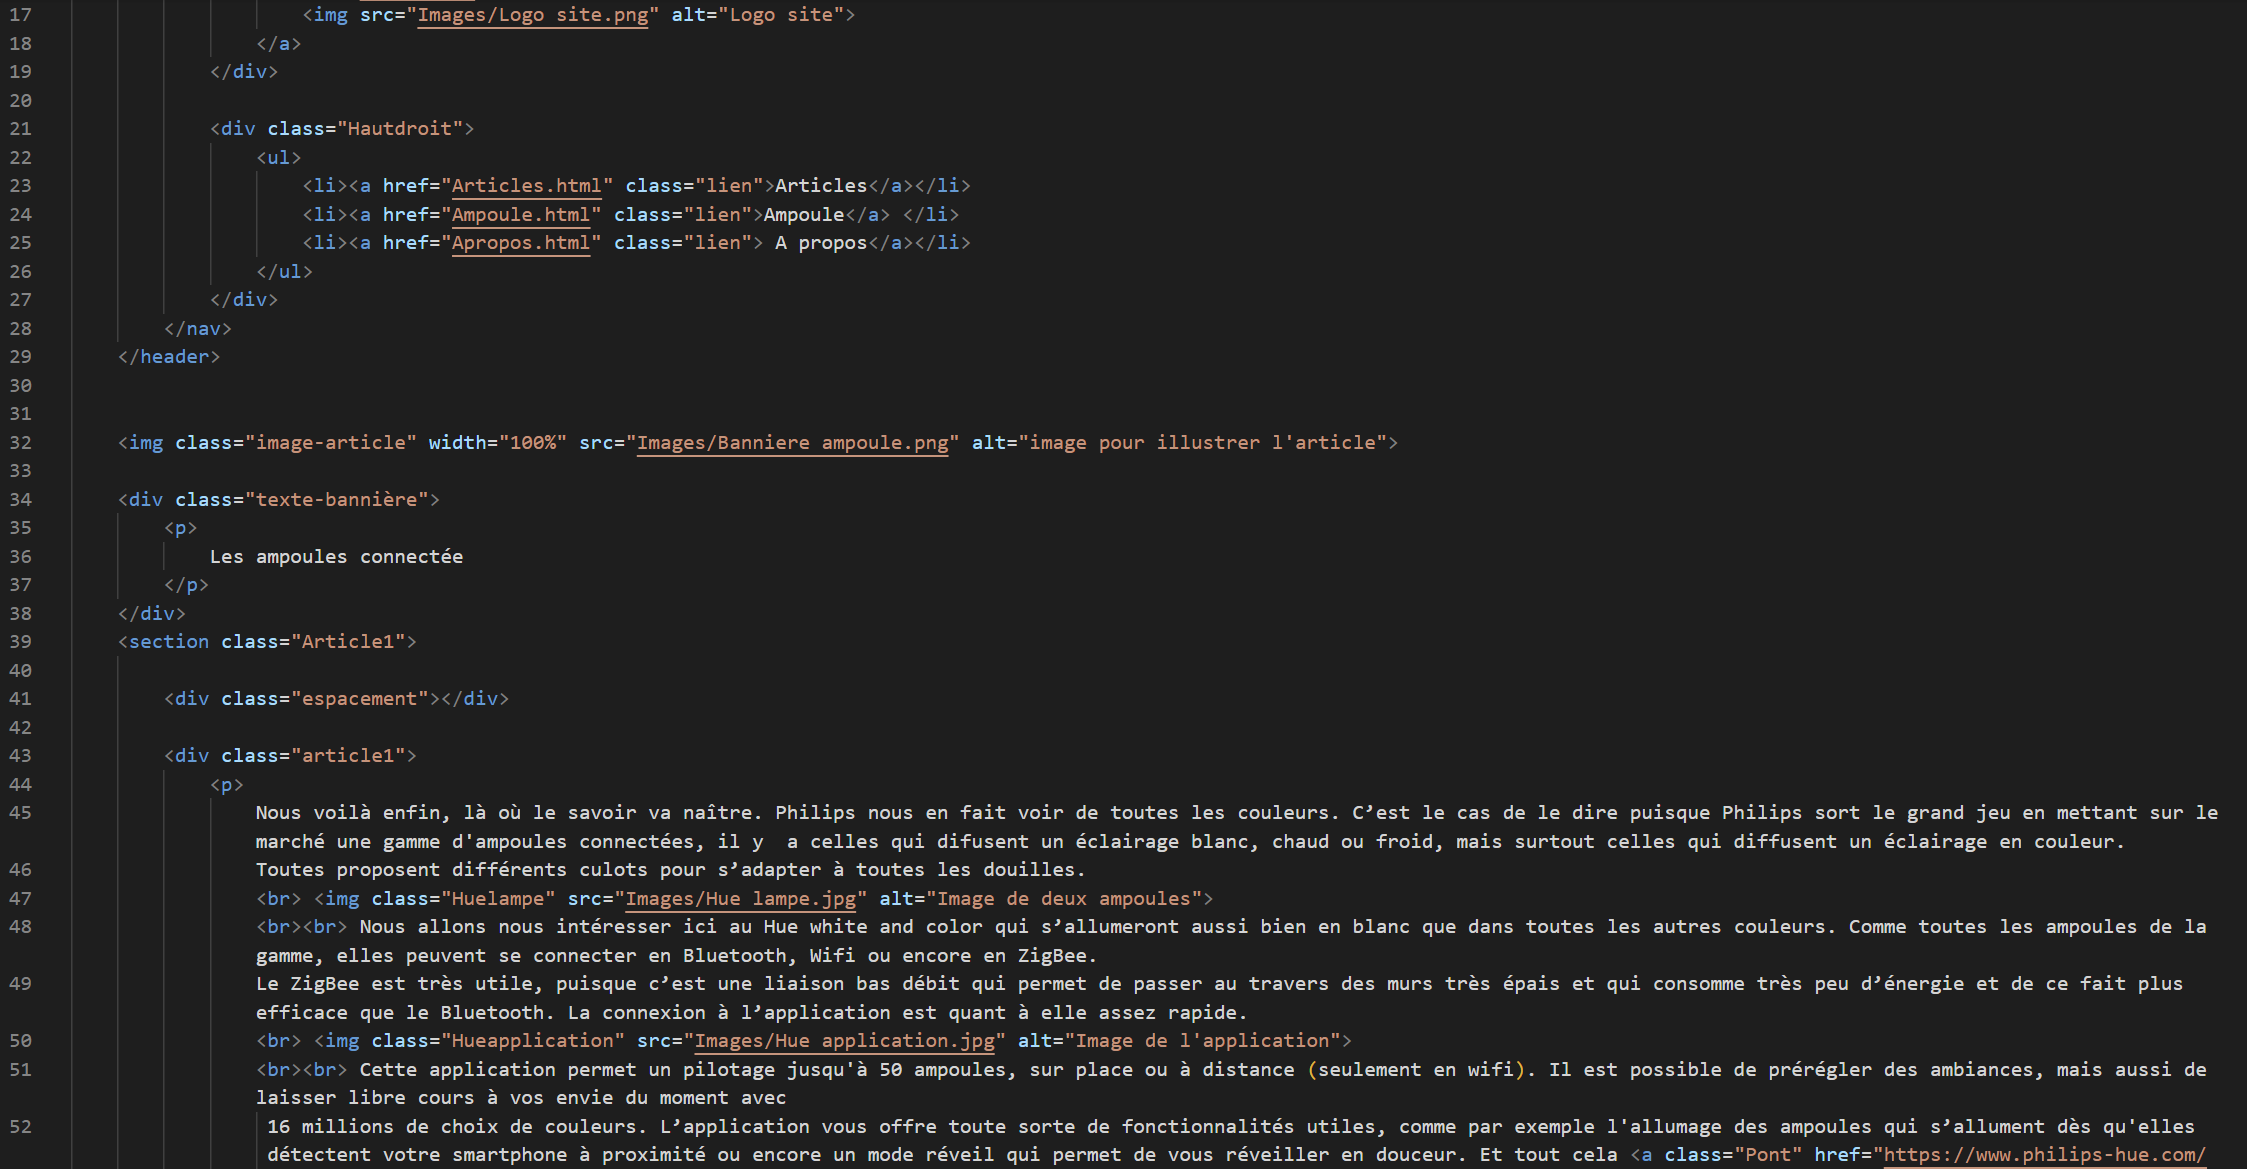 17 <img src="Images/Logo site.png" alt="Logo site">
18 </a>
19 </div>
20
21 <div class="Hautdroit">
22 <ul>
23 <li><a href="Articles.html" class="lien">Articles</a></li>
24 <li><a href="Ampoule.html" class="lien">Ampoule</a> </li>
25 <li><a href="Apropos.html" class="lien"> A propos</a></li>
26 </ul>
27 </div>
28 </nav>
29 </header>
30
31
32 <img class="image-article" width="100%" src="Images/Banniere ampoule.png" alt="image pour illustrer l'article">
33
34 <div class="texte-bannière">
35 <p>
36 Les ampoules connectée
37 </p>
38 </div>
39 <section class="Article1">
40
41 <div class="espacement"></div>
42
43 <div class="article1">
44 <p>
45 Nous voilà enfin, là où le savoir va naître. Philips nous en fait voir de toutes les couleurs. C’est le cas de le dire puisque Philips sort le grand jeu en mettant sur le
marché une gamme d'ampoules connectées, il y  a celles qui difusent un éclairage blanc, chaud ou froid, mais surtout celles qui diffusent un éclairage en couleur.
46 Toutes proposent différents culots pour s’adapter à toutes les douilles.
47 <br> <img class="Huelampe" src="Images/Hue lampe.jpg" alt="Image de deux ampoules">
48 <br><br> Nous allons nous intéresser ici au Hue white and color qui s’allumeront aussi bien en blanc que dans toutes les autres couleurs. Comme toutes les ampoules de la
gamme, elles peuvent se connecter en Bluetooth, Wifi ou encore en ZigBee.
49 Le ZigBee est très utile, puisque c’est une liaison bas débit qui permet de passer au travers des murs très épais et qui consomme très peu d’énergie et de ce fait plus
efficace que le Bluetooth. La connexion à l’application est quant à elle assez rapide.
50 <br> <img class="Hueapplication" src="Images/Hue application.jpg" alt="Image de l'application">
51 <br><br> Cette application permet un pilotage jusqu'à 50 ampoules, sur place ou à distance (seulement en wifi). Il est possible de prérégler des ambiances, mais aussi de
laisser libre cours à vos envie du moment avec
52 16 millions de choix de couleurs. L’application vous offre toute sorte de fonctionnalités utiles, comme par exemple l'allumage des ampoules qui s’allument dès qu'elles
détectent votre smartphone à proximité ou encore un mode réveil qui permet de vous réveiller en douceur. Et tout cela <a class="Pont" href="https://www.philips-hue.com/